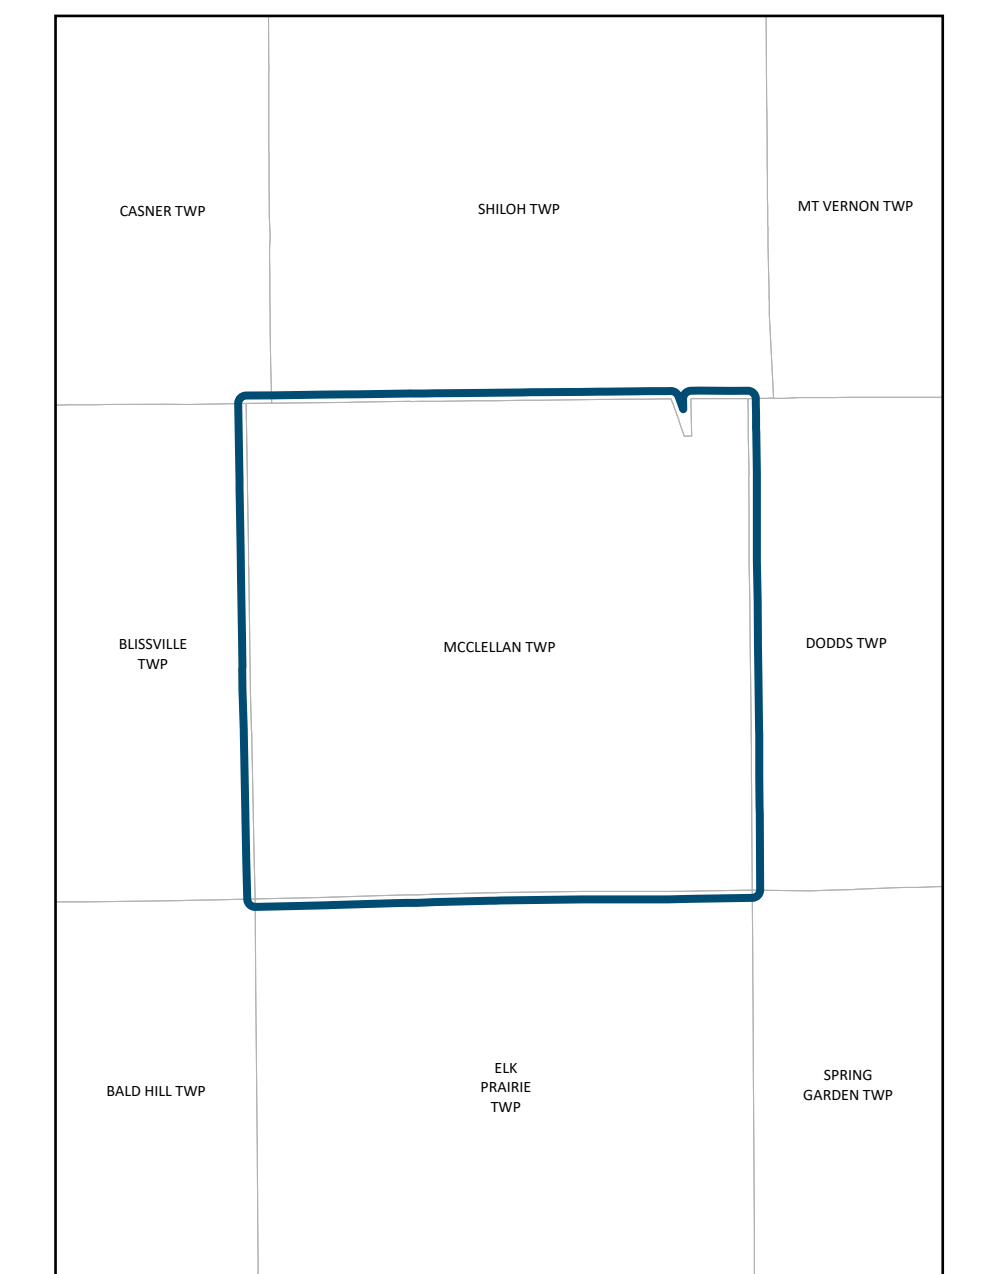 CASNER TWP
SHILOH TWP
MT VERNON TWP
BLISSVILLE
TWP
MCCLELLAN TWP
DODDS TWP
BALD HILL TWP
ELK
PRAIRIE
TWP
SPRING
GARDEN TWP